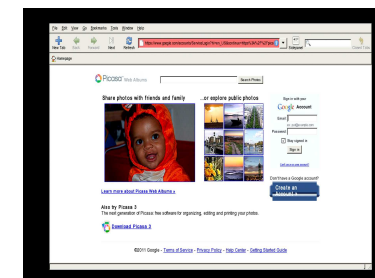 File Edit View Go Bookmarks Tools Window Help
New Tab Back Forward Next Refresh Stop
Homepage
Picasa Web Albums Search Photos
Share photos with friends and family
...or explore public photos
Sign in with your
Google Account
Email:
Password:
Stay signed in
Sign in
Don't have a Google account?
Create an
Account »
Learn more about Picasa Web Albums »
Also try Picasa 3
The next generation of Picasa: free software for organizing, editing and printing your photos.
Download Picasa 3
©2011 Google - Terms of Service - Privacy Policy - Help Center - Getting Started Guide